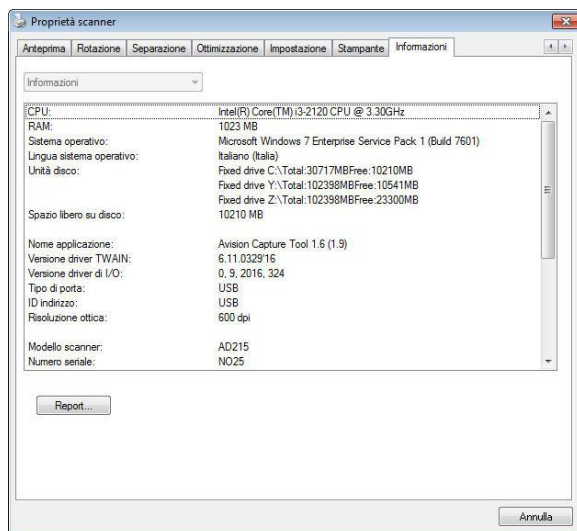 Proprietà scanner
Anteprima Rotazione Separazione Ottimizzazione Impostazione Stampante Informazioni
Informazioni
CPU: Intel(R) Core(TM) i3-2120 CPU @ 3.30GHz
RAM: 1023 MB
Sistema operativo: Microsoft Windows 7 Enterprise Service Pack 1 (Build 7601)
Lingua sistema operativo: Italiano (Italia)
Unità disco: Fixed drive C:\Total:30717MBFree:10210MB
Fixed drive Y:\Total:102398MBFree:10541MB
Fixed drive Z:\Total:102398MBFree:23300MB
Spazio libero su disco: 10210 MB
Nome applicazione: Avision Capture Tool 1.6 (1.9)
Versione driver TWAIN: 6.11.0329'16
Versione driver di I/O: 0, 9, 2016, 324
Tipo di porta: USB
ID indirizzo: USB
Risoluzione ottica: 600 dpi
Modello scanner: AD215
Numero seriale: NO25
Report...
Annulla